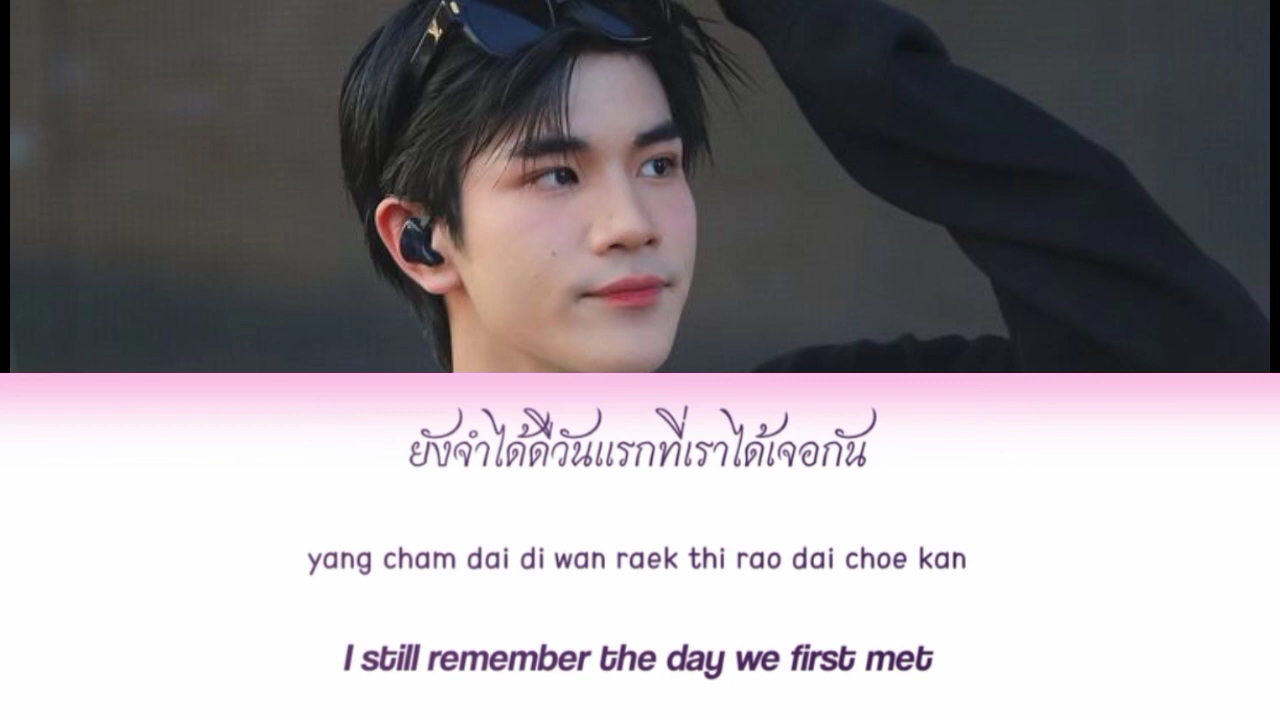 ยังจำได้ดีวันแรกที่เราได้เจอกัน
yang cham dai di wan raek thi rao dai choe kan
I still remember the day we first met